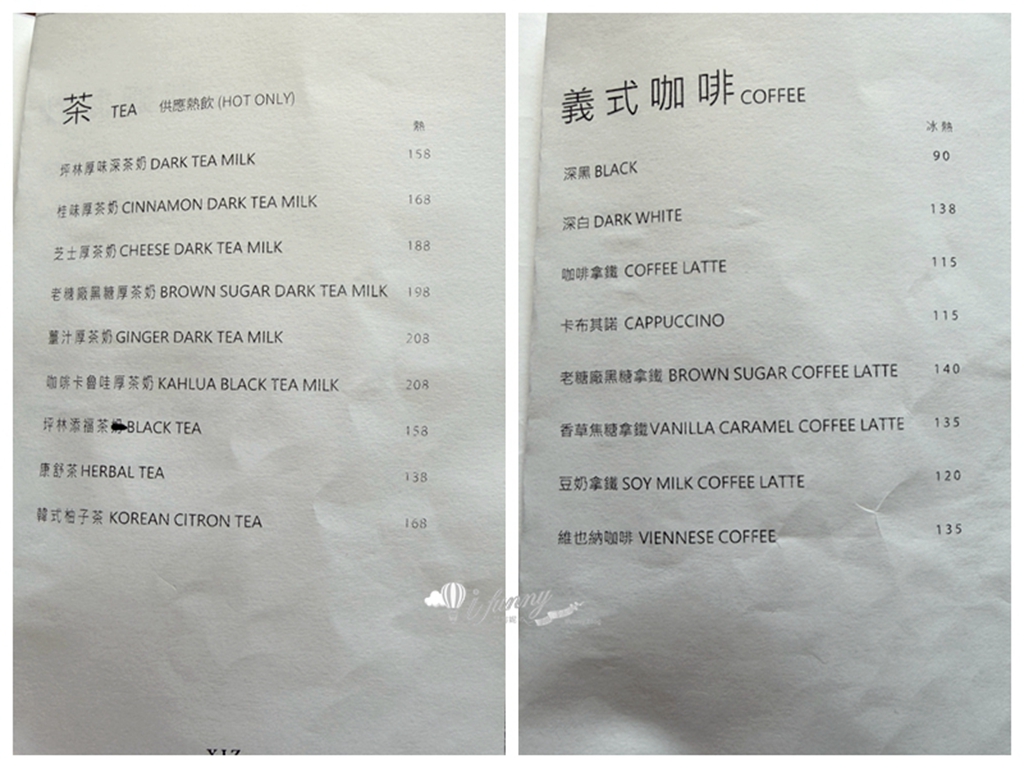 茶 TEA 供應熱飲 (HOT ONLY)
熱
坪林厚味深茶奶 DARK TEA MILK 158
桂味厚茶奶 CINNAMON DARK TEA MILK 168
芝士厚茶奶 CHEESE DARK TEA MILK 188
老糖廠黑糖厚茶奶 BROWN SUGAR DARK TEA MILK 198
薑汁厚茶奶 GINGER DARK TEA MILK 208
咖啡卡魯哇厚茶奶 KAHLUA BLACK TEA MILK 208
坪林添福茶 BLACK TEA 158
康舒茶 HERBAL TEA 138
韓式柚子茶 KOREAN CITRON TEA 168
義式咖啡 COFFEE
冰熱
深黑 BLACK 90
深白 DARK WHITE 138
咖啡拿鐵 COFFEE LATTE 115
卡布其諾 CAPPUCCINO 115
老糖廠黑糖拿鐵 BROWN SUGAR COFFEE LATTE 140
香草焦糖拿鐵 VANILLA CARAMEL COFFEE LATTE 135
豆奶拿鐵 SOY MILK COFFEE LATTE 120
維也納咖啡 VIENNESE COFFEE 135
i funny